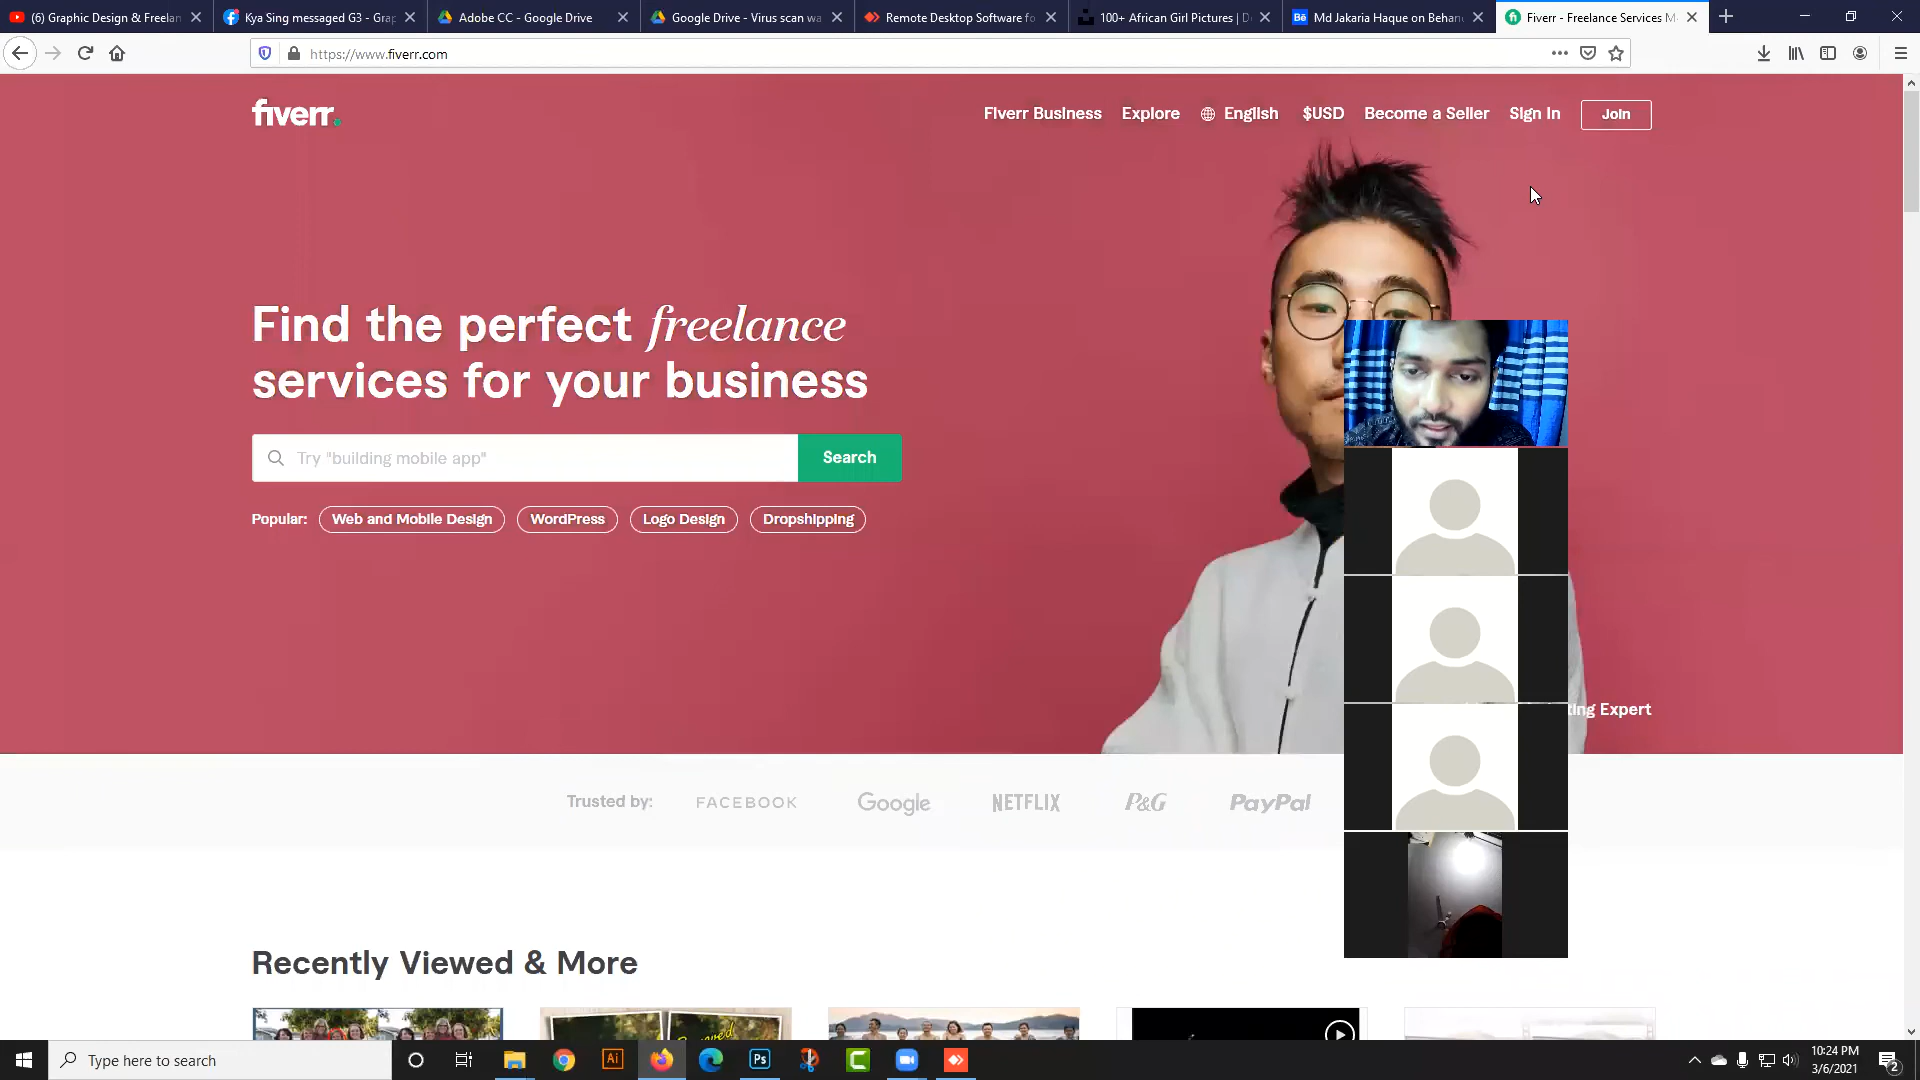 (6) Graphic Design & Freelan
Kya Sing messaged G3 - Grap
Adobe CC - Google Drive
Google Drive - Virus scan wa
Remote Desktop Software fo
100+ African Girl Pictures | D
Md Jakaria Haque on Behan
Fiverr - Freelance Services M
https://www.fiverr.com
fiverr.
Fiverr Business
Explore
English
$USD
Become a Seller
Sign In
Join
Find the perfect freelance
services for your business
Try "building mobile app"
Search
Popular:
Web and Mobile Design
WordPress
Logo Design
Dropshipping
ting Expert
Trusted by:
FACEBOOK
Google
NETFLIX
P&G
PayPal
Recently Viewed & More
Type here to search
Ai
Ps
10:24 PM
3/6/2021
2